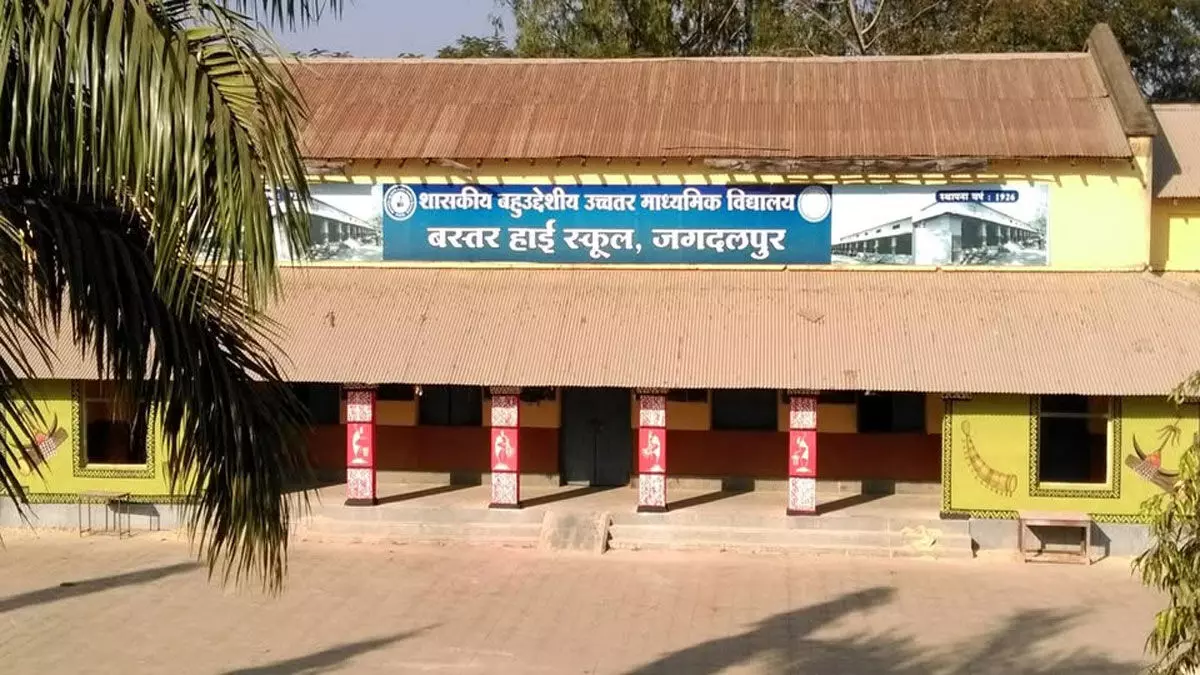 शासकीय बहुउद्देशीय उच्चतर माध्यमिक विद्यालय
बस्तर हाई स्कूल, जगदलपुर
स्थापना वर्ष : 1926